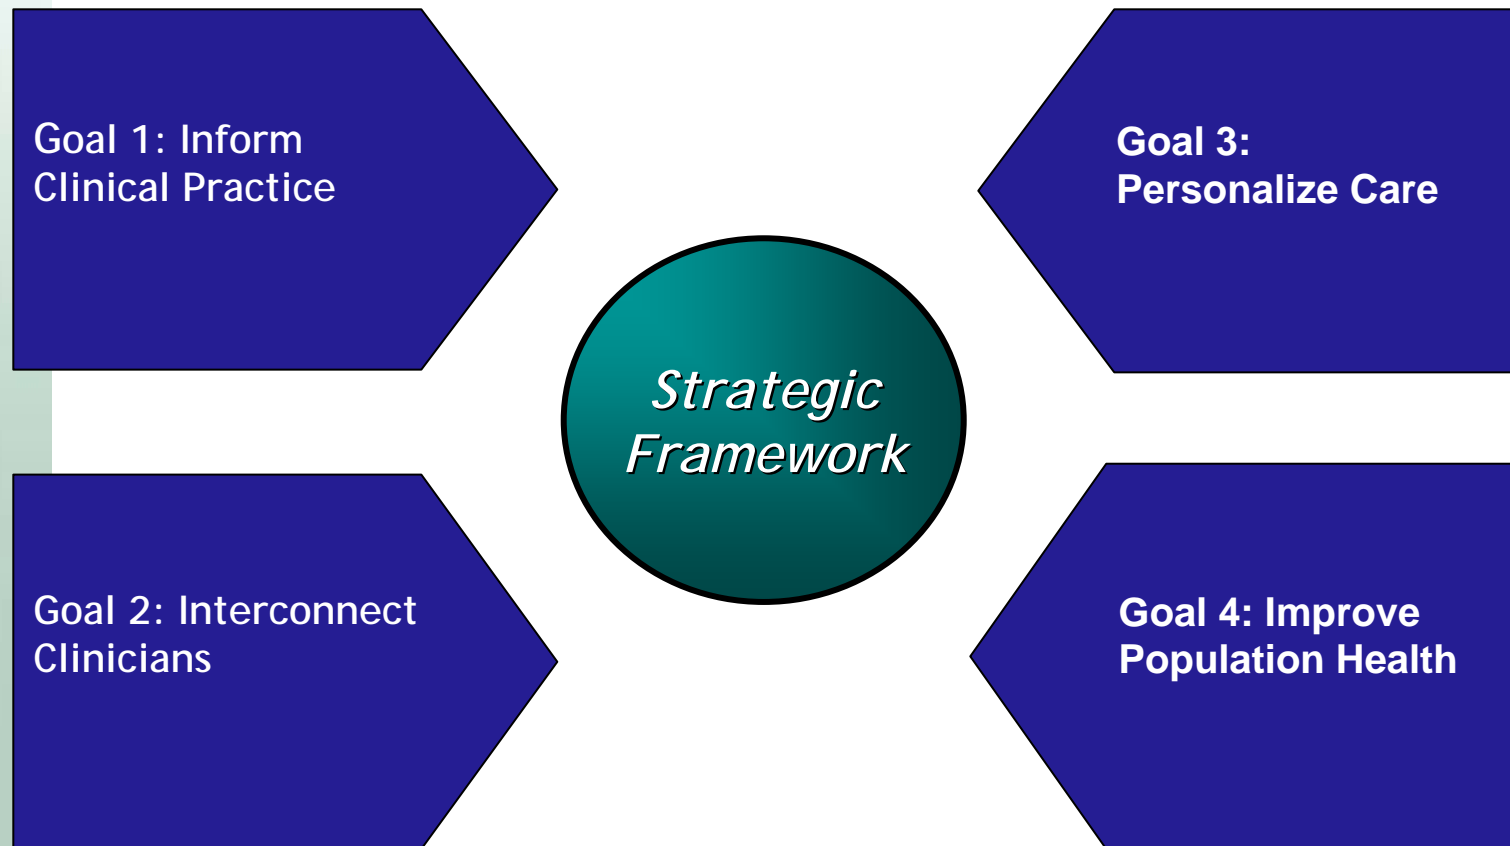 Goal 1: Inform
Clinical Practice
Goal 2: Interconnect
Clinicians
Strategic
Framework
Goal 3:
Personalize Care
Goal 4: Improve
Population Health